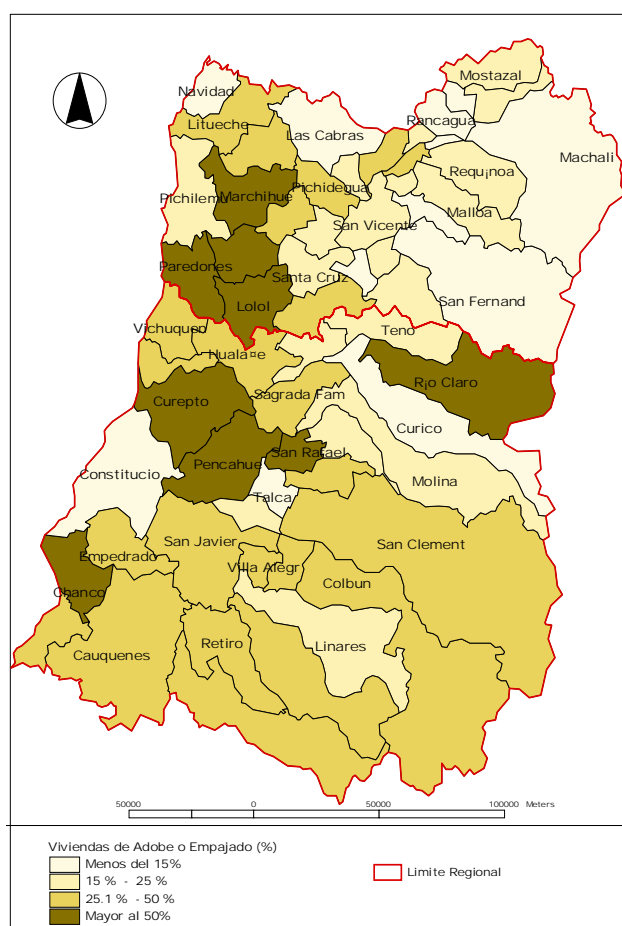 Mostazal
Navidad
Rancagua
Litueche
Las Cabras
Machali
Requ¡noa
Pichidegua
Marchihue
Pichilemu
Malloa
San Vicente
Paredones
Santa Cruz
San Fernand
Lolol
Vichuquen
Teno
Huala¤e
R¡o Claro
Sagrada Fam
Curepto
Curico
San Rafael
Pencahue
Constitucio
Molina
Talca
San Javier
San Clement
Empedrado
Villa Alegr
Colbun
Chanco
Retiro
Linares
Cauquenes
50000 0 50000 100000 Meters
Viviendas de Adobe o Empajado (%)
Menos del 15%
15 % - 25 %
25.1 % - 50 %
Mayor al 50%
Limite Regional